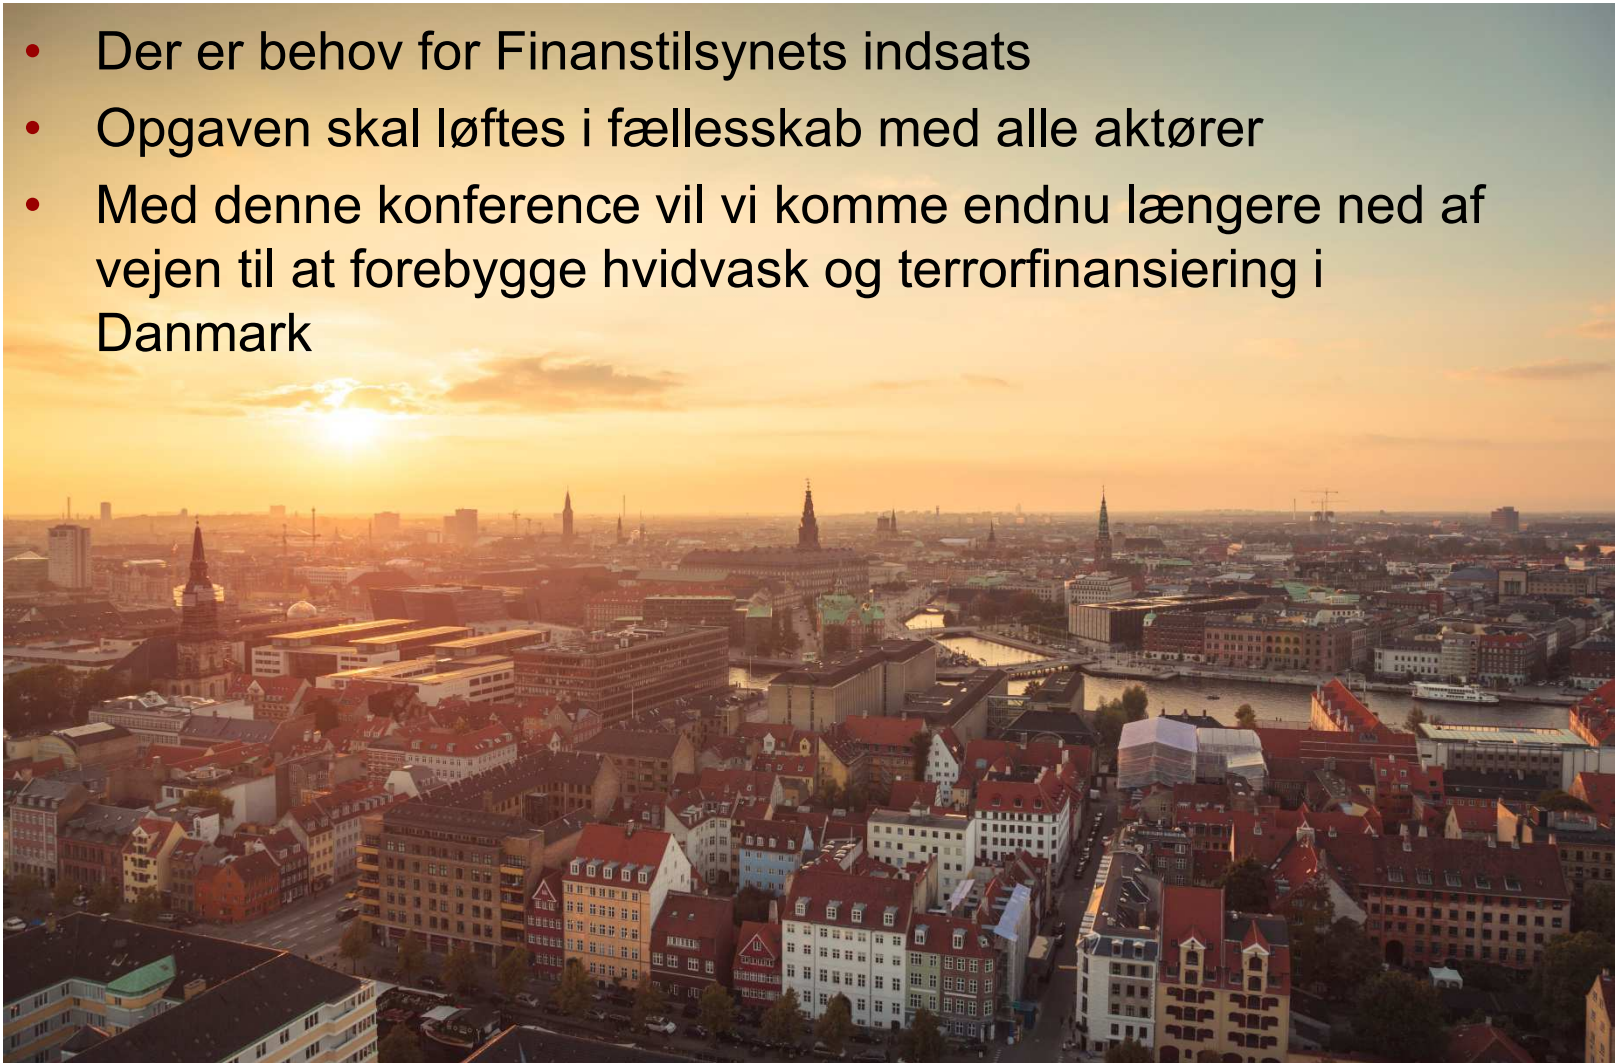 • Der er behov for Finanstilsynets indsats
• Opgaven skal løftes i fællesskab med alle aktører
• Med denne konference vil vi komme endnu længere ned af
vejen til at forebygge hvidvask og terrorfinansiering i
Danmark